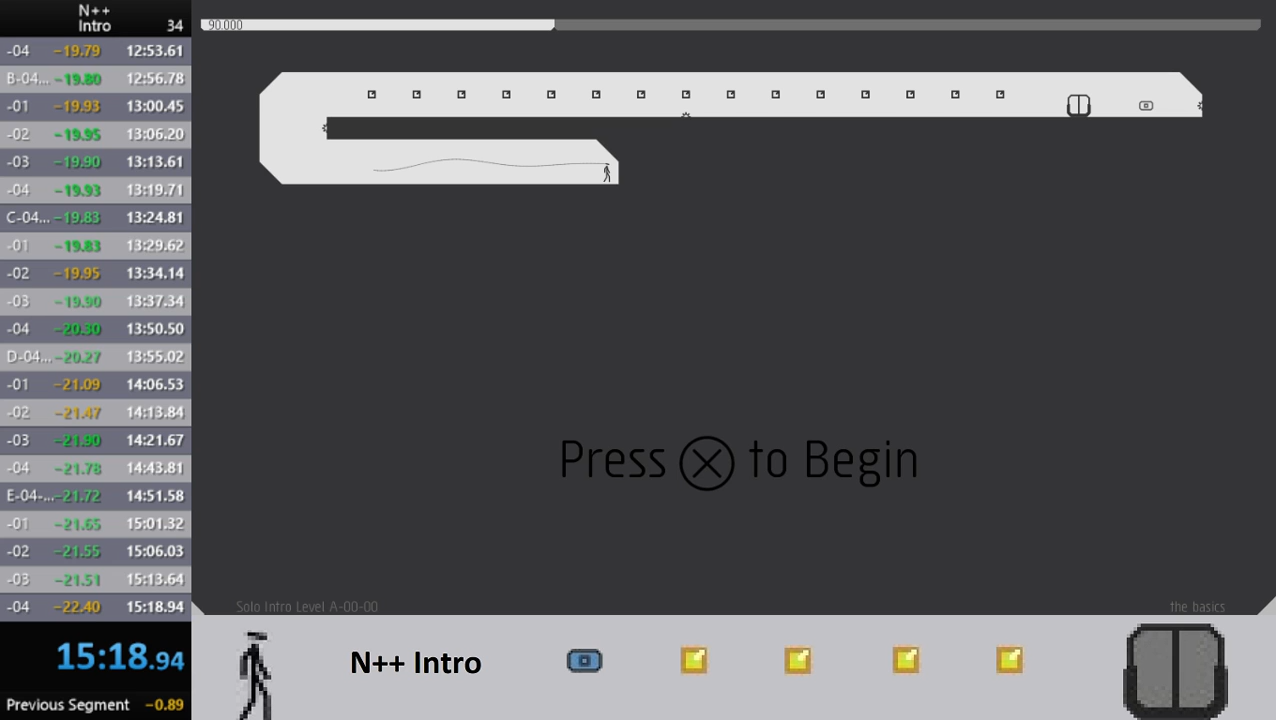 N++
Intro 34
-04 -19.79 12:53.61
B-04... -19.80 12:56.78
-01 -19.93 13:00.45
-02 -19.95 13:06.20
-03 -19.90 13:13.61
-04 -19.93 13:19.71
C-04... -19.83 13:24.81
-01 -19.83 13:29.62
-02 -19.95 13:34.14
-03 -19.90 13:37.34
-04 -20.30 13:50.50
D-04... -20.27 13:55.02
-01 -21.09 14:06.53
-02 -21.47 14:13.84
-03 -21.90 14:21.67
-04 -21.78 14:43.81
E-04-... -21.72 14:51.58
-01 -21.65 15:01.32
-02 -21.55 15:06.03
-03 -21.51 15:13.64
-04 -22.40 15:18.94
15:18.94
Previous Segment -0.89
90.000
Press to Begin
Solo Intro Level A-00-00
the basics
N++ Intro